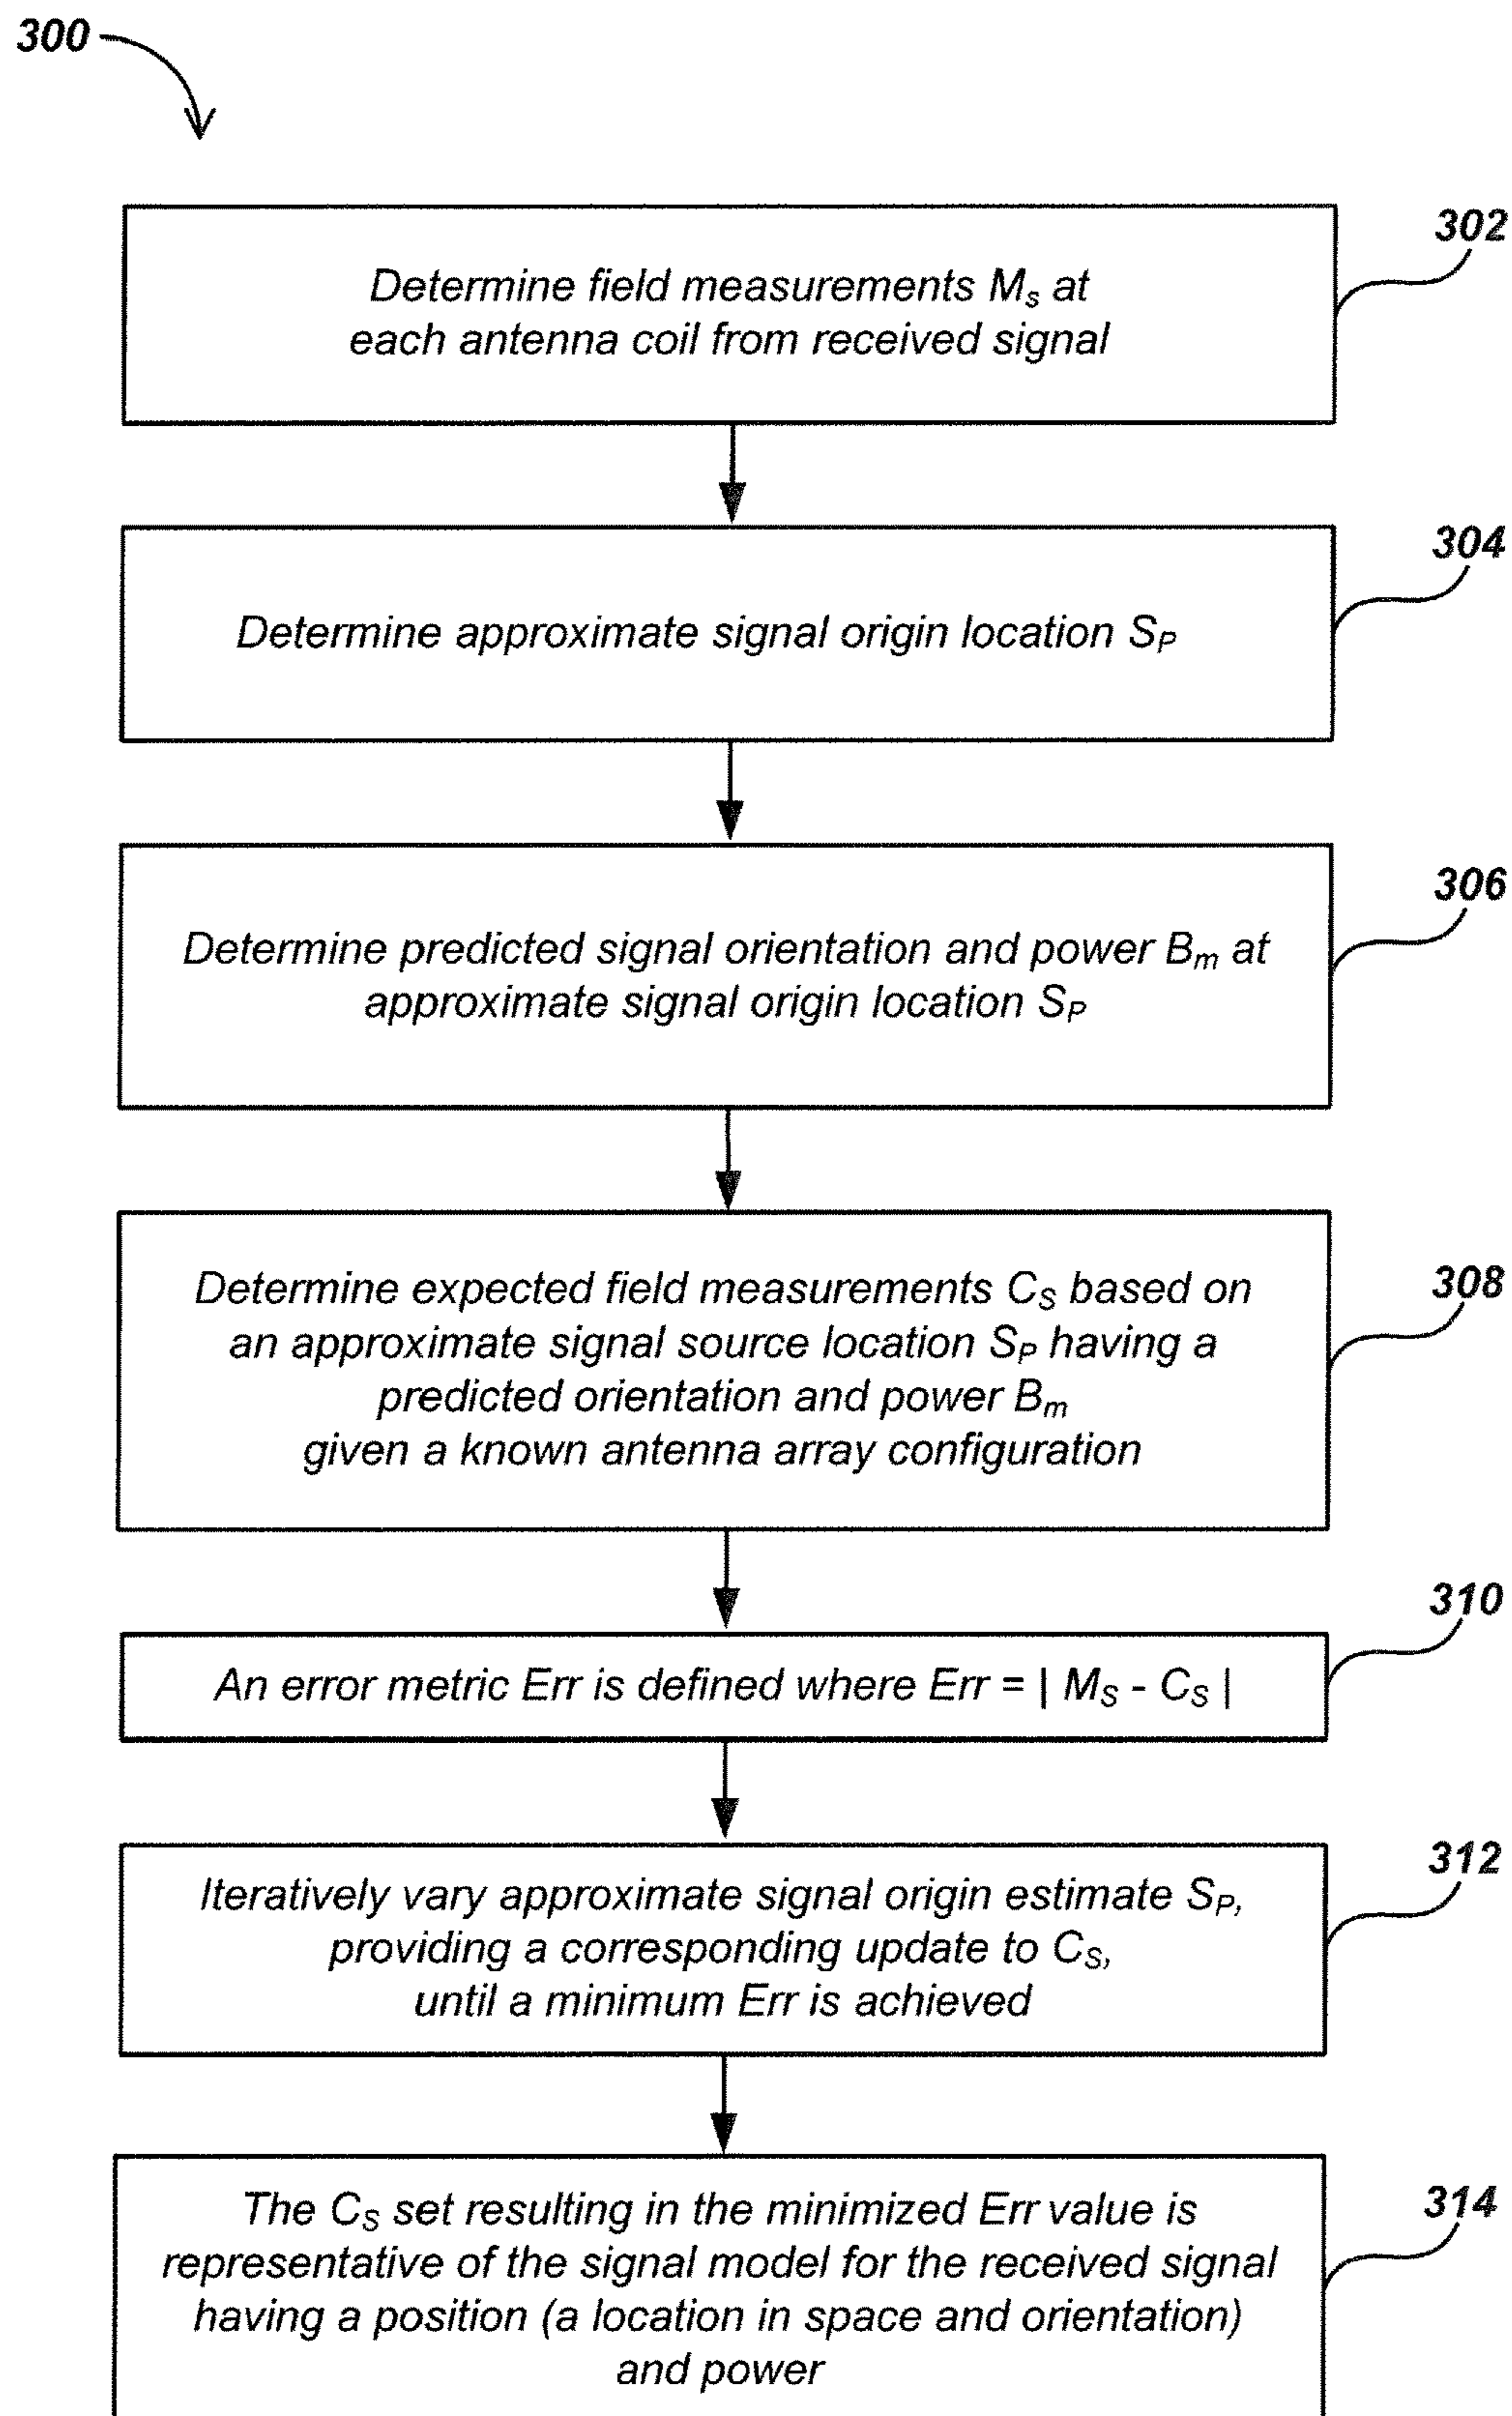 300
302
Determine field measurements Ms at
each antenna coil from received signal
304
Determine approximate signal origin location SP
306
Determine predicted signal orientation and power Bm at
approximate signal origin location SP
308
Determine expected field measurements CS based on
an approximate signal source location SP having a
predicted orientation and power Bm
given a known antenna array configuration
310
An error metric Err is defined where Err = | MS - CS |
312
Iteratively vary approximate signal origin estimate SP,
providing a corresponding update to CS,
until a minimum Err is achieved
314
The CS set resulting in the minimized Err value is
representative of the signal model for the received signal
having a position (a location in space and orientation)
and power